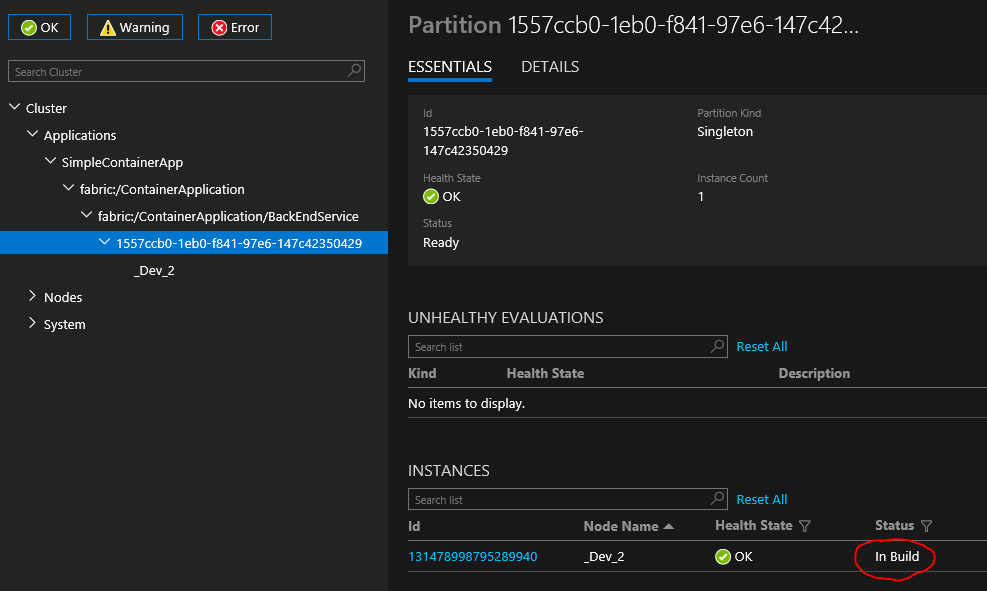 OK
Warning
Error
Search Cluster
Cluster
Applications
SimpleContainerApp
fabric:/ContainerApplication
fabric:/ContainerApplication/BackEndService
1557ccb0-1eb0-f841-97e6-147c42350429
_Dev_2
Nodes
System
Partition 1557ccb0-1eb0-f841-97e6-147c42...
ESSENTIALS DETAILS
Id Partition Kind
1557ccb0-1eb0-f841-97e6- Singleton
147c42350429
Health State Instance Count
OK 1
Status
Ready
UNHEALTHY EVALUATIONS
Search list Reset All
Kind Health State Description
No items to display.
INSTANCES
Search list Reset All
Id Node Name Health State Status
131478998795289940 _Dev_2 OK In Build